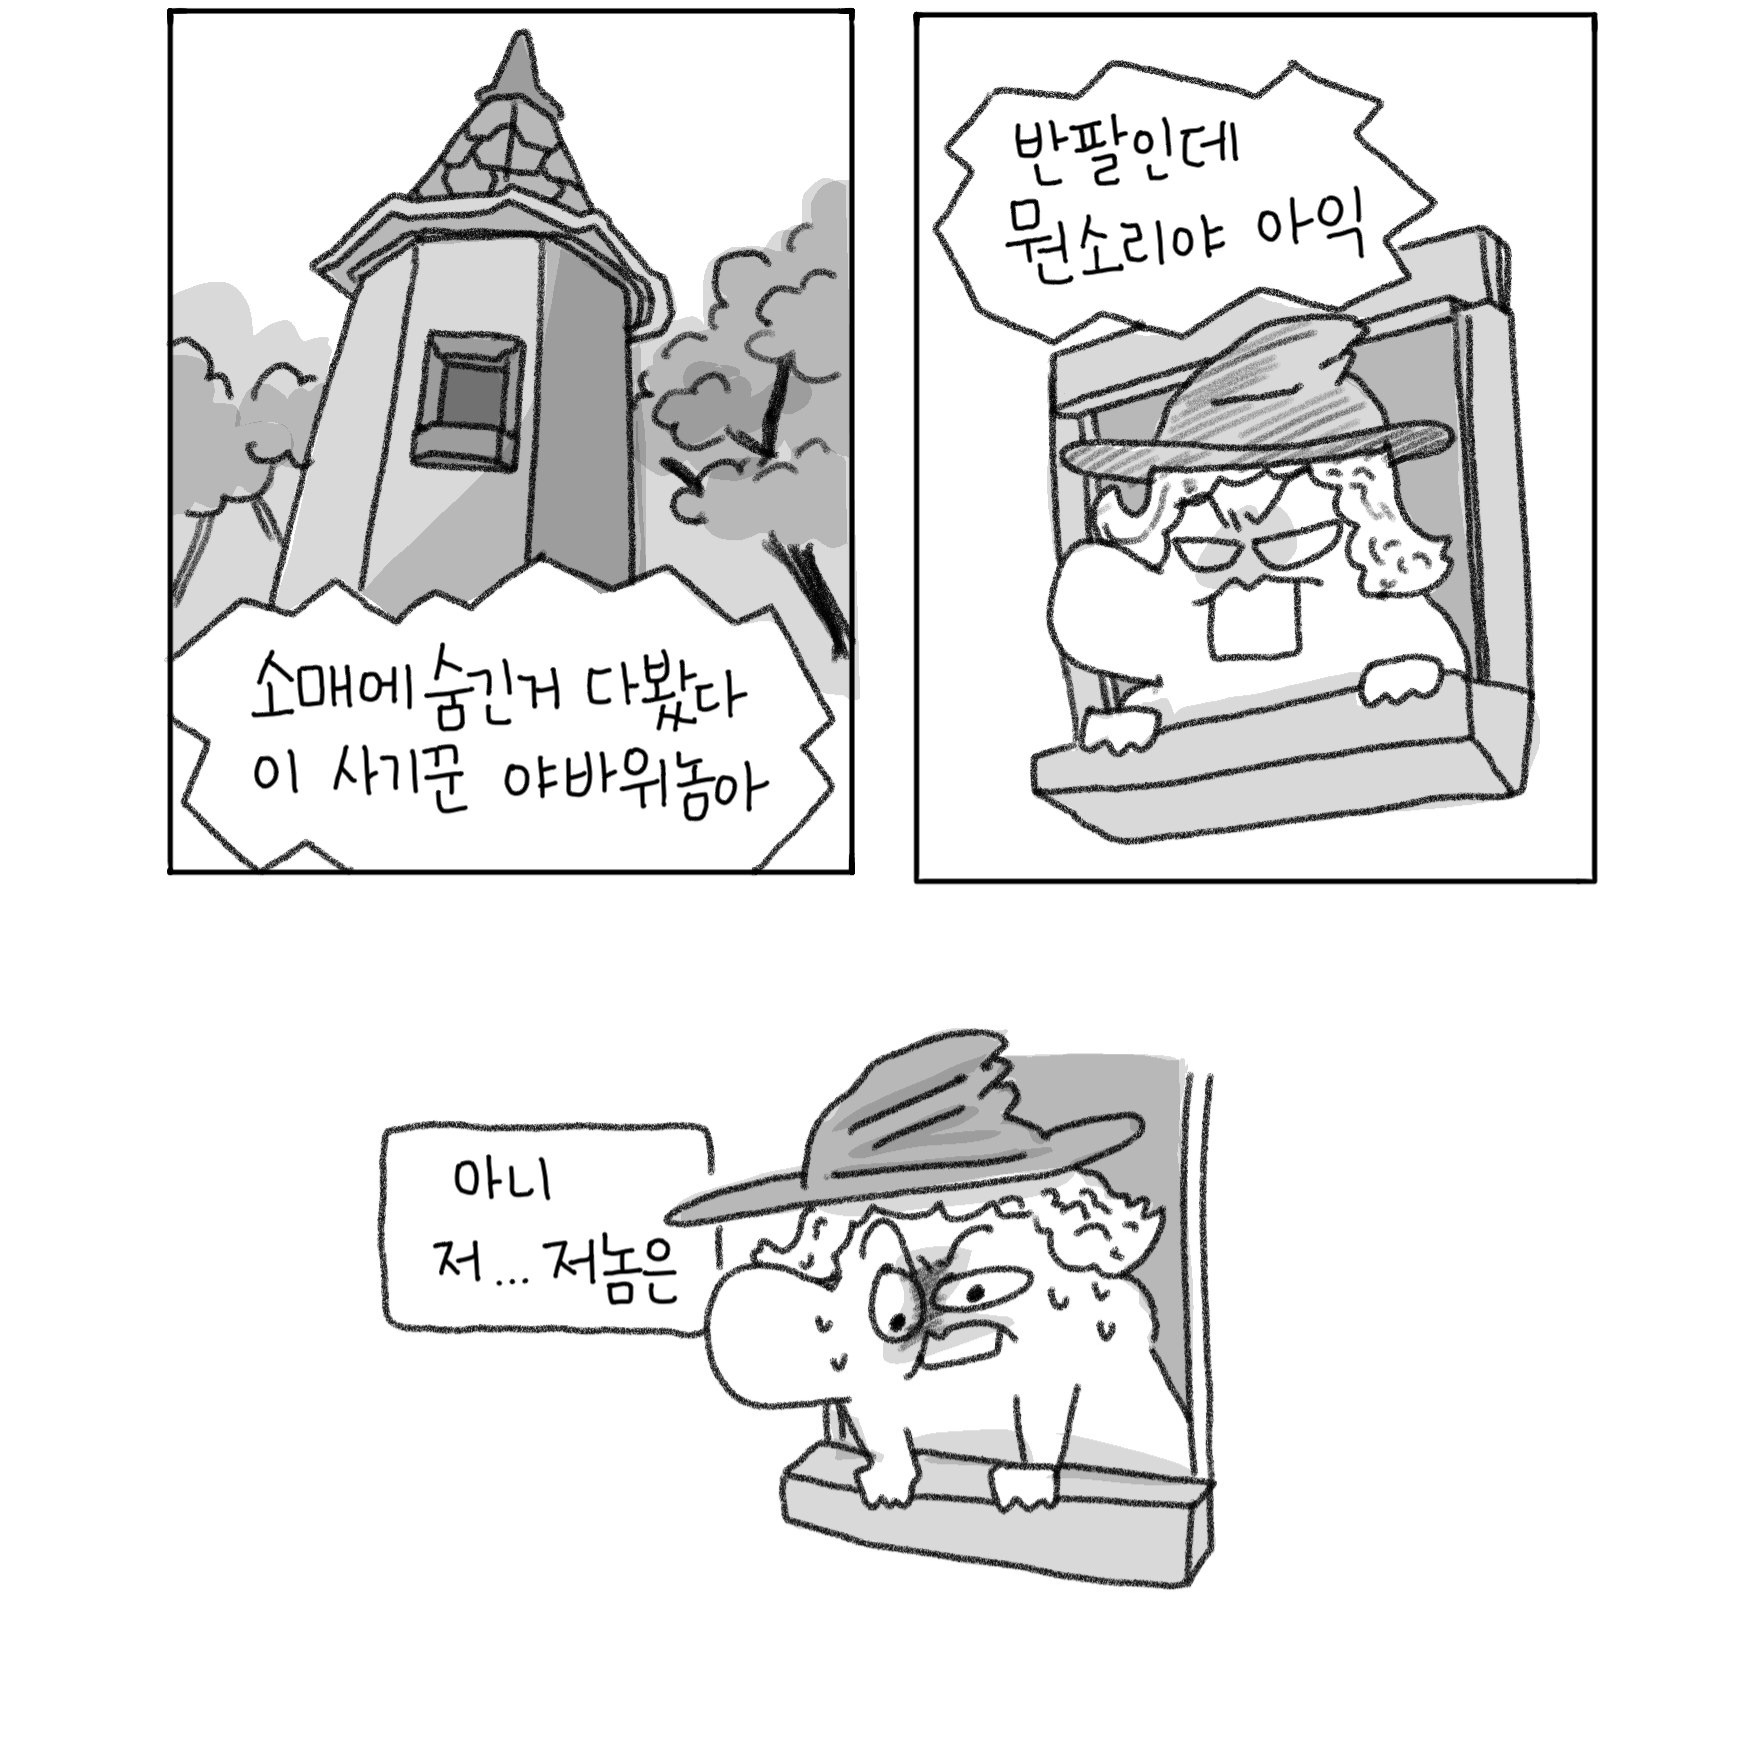 소매에 숨긴거 다봤다
이 사기꾼 야바위놈아
반팔인데
뭔소리야 아익
아니
저... 저놈은